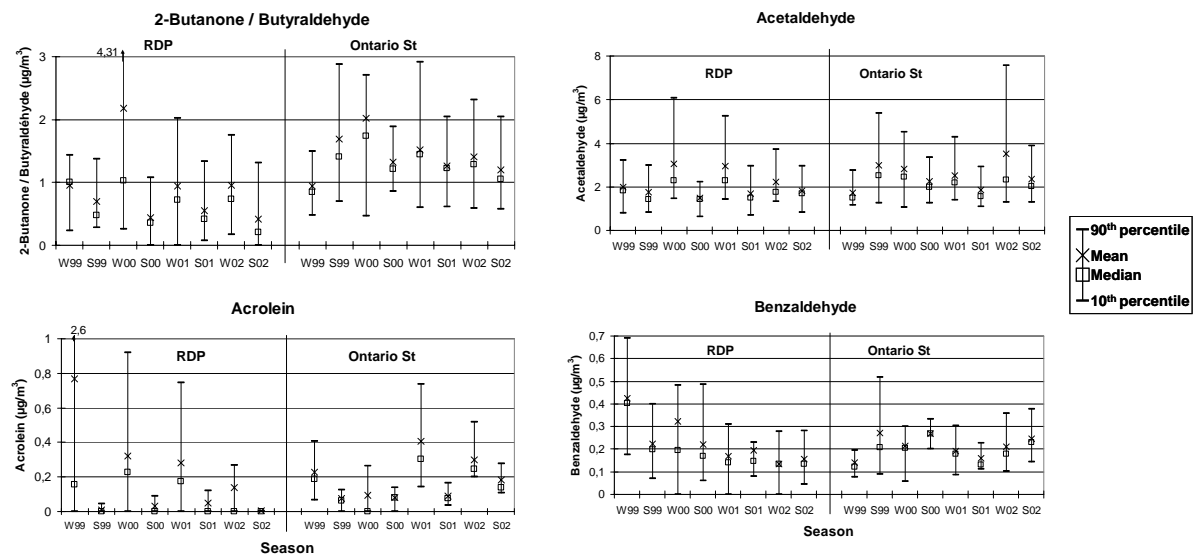 2-Butanone / Butyraldehyde
4,31
RDP
Ontario St
2-Butanone / Butyraldéhyde (µg/m³)
3
2
1
0
W99 S99 W00 S00 W01 S01 W02 S02 W99 S99 W00 S00 W01 S01 W02 S02
Acetaldehyde
RDP
Ontario St
Acetaldehyde (µg/m³)
8
6
4
2
0
W99 S99 W00 S00 W01 S01 W02 S02 W99 S99 W00 S00 W01 S01 W02 S02
90th percentile
Mean
Median
10th percentile
Acrolein
2,6
RDP
Ontario St
Acrolein (µg/m³)
1
0,8
0,6
0,4
0,2
0
W99 S99 W00 S00 W01 S01 W02 S02 W99 S99 W00 S00 W01 S01 W02 S02
Season
Benzaldehyde
RDP
Ontario St
Benzaldehyde (µg/m³)
0,7
0,6
0,5
0,4
0,3
0,2
0,1
0
W99 S99 W00 S00 W01 S01 W02 S02 W99 S99 W00 S00 W01 S01 W02 S02
Season